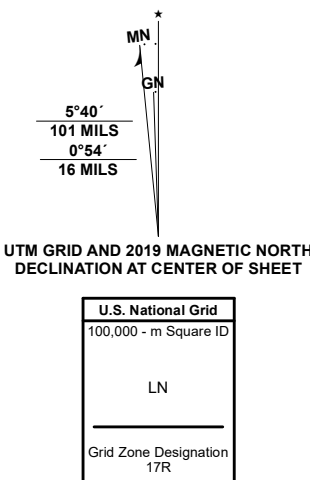 MN
GN
5°40´
101 MILS
0°54´
16 MILS
UTM GRID AND 2019 MAGNETIC NORTH
DECLINATION AT CENTER OF SHEET
U.S. National Grid
100,000 - m Square ID
LN
Grid Zone Designation
17R